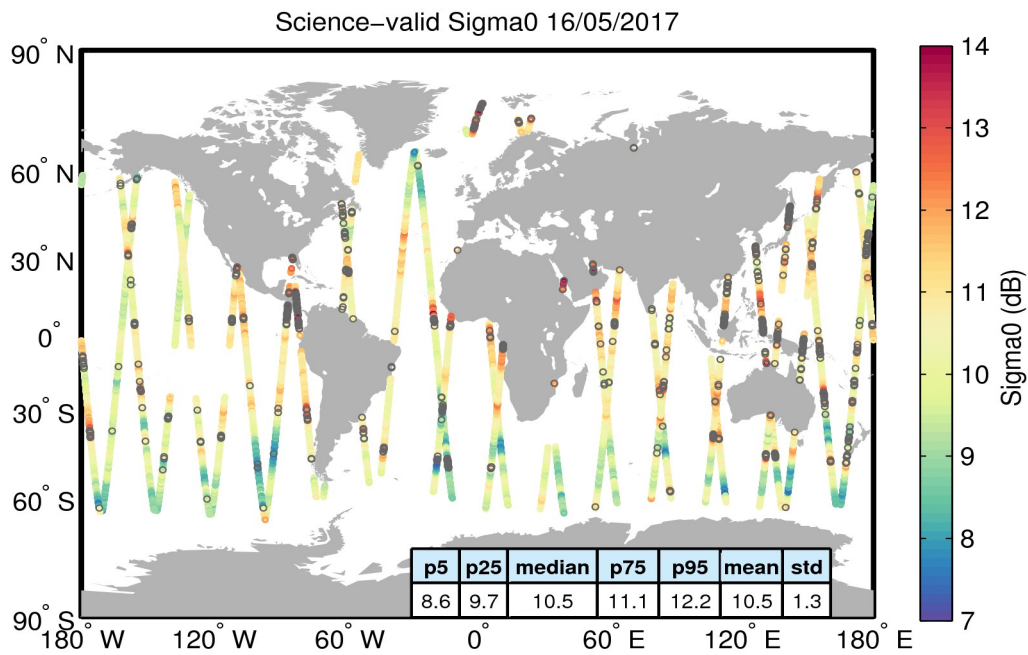 Science−valid Sigma0 16/05/2017
90° N
60° N
30° N
0°
30° S
60° S
90° S
180° W
120° W
60° W
0°
60° E
120° E
180° E
p5 p25 median p75 p95 mean std
8.6 9.7 10.5 11.1 12.2 10.5 1.3
14
13
12
11
10
9
8
7
Sigma0 (dB)